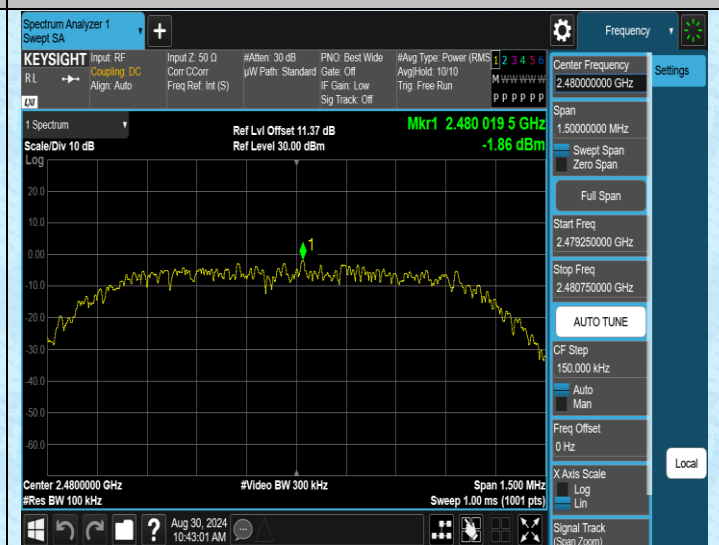 Spectrum Analyzer 1
Swept SA
+
Frequency
KEYSIGHT
RL
LXI
Input: RF
Coupling: DC
Align: Auto
Input Z: 50 Ω
Corr CCorr
Freq Ref: Int (S)
#Atten: 30 dB
µW Path: Standard
PNO: Best Wide
Gate: Off
IF Gain: Low
Sig Track: Off
#Avg Type: Power (RMS
Avg|Hold: 10/10
Trig: Free Run
1 2 3 4 5 6
M W W W W W
P P P P P P
1 Spectrum
Scale/Div 10 dB
Ref Lvl Offset 11.37 dB
Ref Level 30.00 dBm
Mkr1 2.480 019 5 GHz
-1.86 dBm
Log
20.0
10.0
0.00
-10.0
-20.0
-30.0
-40.0
-50.0
-60.0
1
Center 2.4800000 GHz
#Res BW 100 kHz
#Video BW 300 kHz
Span 1.500 MHz
Sweep 1.00 ms (1001 pts)
Center Frequency
2.480000000 GHz
Settings
Span
1.50000000 MHz
Swept Span
Zero Span
Full Span
Start Freq
2.479250000 GHz
Stop Freq
2.480750000 GHz
AUTO TUNE
CF Step
150.000 kHz
Auto
Man
Freq Offset
0 Hz
X Axis Scale
Log
Lin
Local
Signal Track
(Span Zoom)
?
Aug 30, 2024
10:43:01 AM